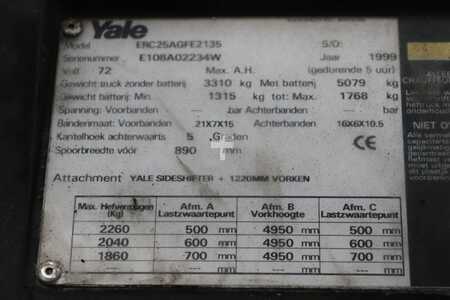 Yale
Model ERC25AGFE2135 S/O:
Serienummer E108A02234W Jaar 1999
Volt 72 Max. A.H. (gedurende 5 uur)
Gewicht truck zonder batterij 3310 kg Met batterij 5079 kg
Gewicht batterij: Min. 1315 kg tot= Max. 1768 kg
Spanning: Voorbanden --- bar Achterbanden --- bar
Bandenmaat: Voorbanden 21X7X15 Achterbanden 16X6X10.5
Kantelhoek achterwaarts 5 Graden
Spoorbreedte vóór 890 mm CE
Attachment YALE SIDESHIFTER + 1220MM VORKEN
Max. Hefvermogen (Kg) Afm. A Lastzwaartepunt Afm. B Vorkhoogte Afm. C Lastzwaartepunt
2260 500 mm 4950 mm 500 mm
2040 600 mm 4950 mm 600 mm
1860 700 mm 4950 mm 700 mm
NIET O